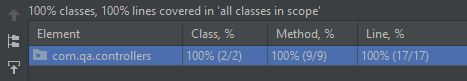 100% classes, 100% lines covered in 'all classes in scope'
Element Class, % Method, % Line, %
com.qa.controllers 100% (2/2) 100% (9/9) 100% (17/17)